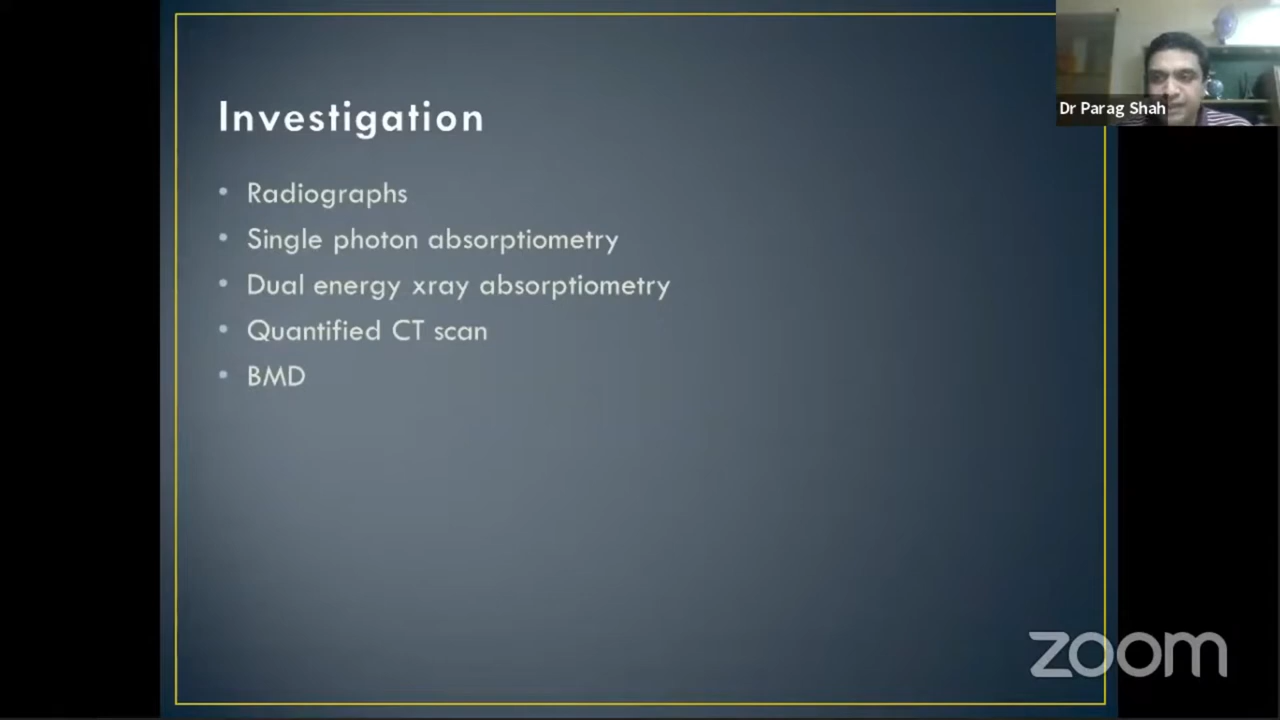 Investigation
• Radiographs
• Single photon absorptiometry
• Dual energy xray absorptiometry
• Quantified CT scan
• BMD
Dr Parag Shah
zoom